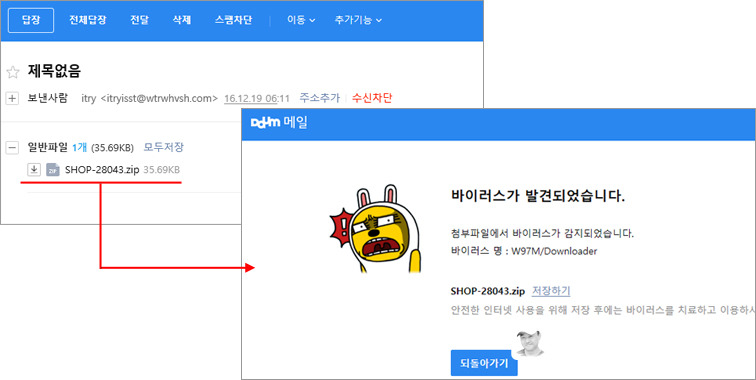 답장 전체답장 전달 삭제 스팸차단 이동 추가기능
제목없음
보낸사람 itry <itryisst@wtrwhvsh.com> 16.12.19 06:11 주소추가 수신차단
일반파일 1개 (35.69KB) 모두저장
ZIP SHOP-28043.zip 35.69KB
Daum 메일
바이러스가 발견되었습니다.
첨부파일에서 바이러스가 감지되었습니다.
바이러스 명 : W97M/Downloader
SHOP-28043.zip 저장하기
안전한 인터넷 사용을 위해 저장 후에는 바이러스를 치료하고 이용하시
되돌아가기